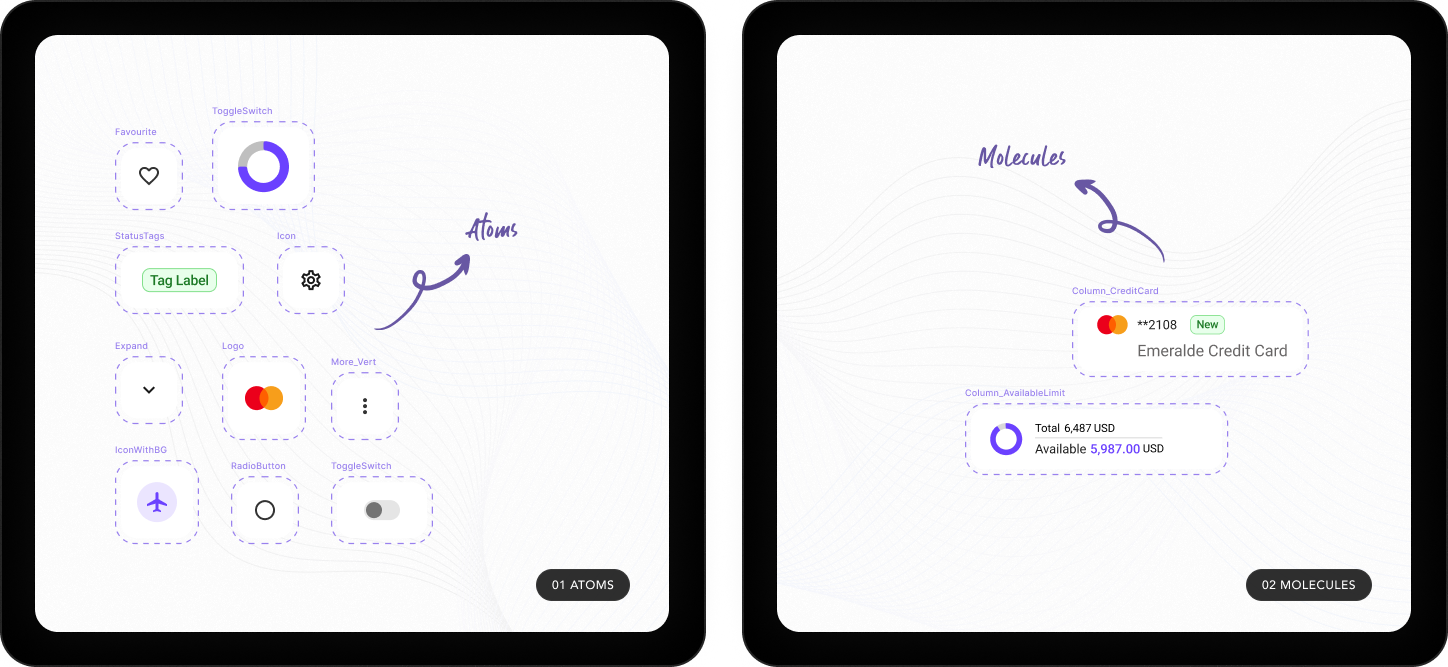 ToggleSwitch
Favourite
Atoms
StatusTags
Icon
Tag Label
Expand
Logo
More_Vert
IconWithBG
RadioButton
ToggleSwitch
01 ATOMS
Molecules
Column_CreditCard
**2108 New
Emeralde Credit Card
Column_AvailableLimit
Total 6,487 USD
Available 5,987.00 USD
02 MOLECULES